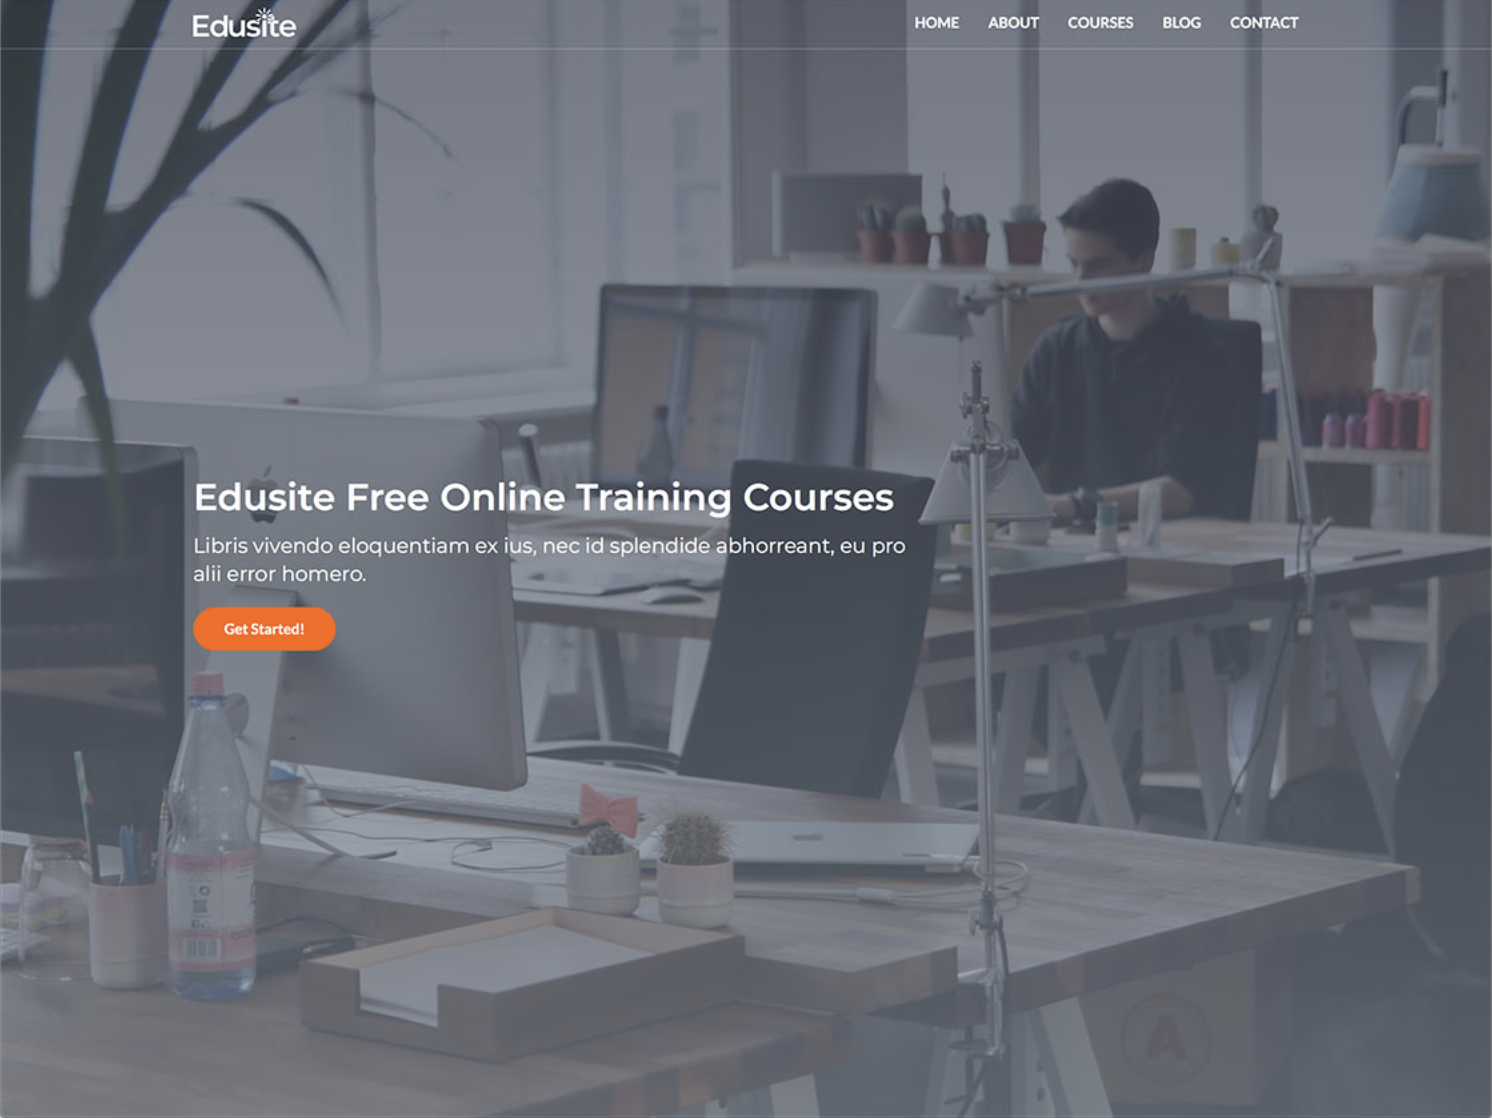 Edusite
HOME ABOUT COURSES BLOG CONTACT
Edusite Free Online Training Courses
Libris vivendo eloquentiam ex ius, nec id splendide abhorreant, eu pro
alii error homero.
Get Started!
A